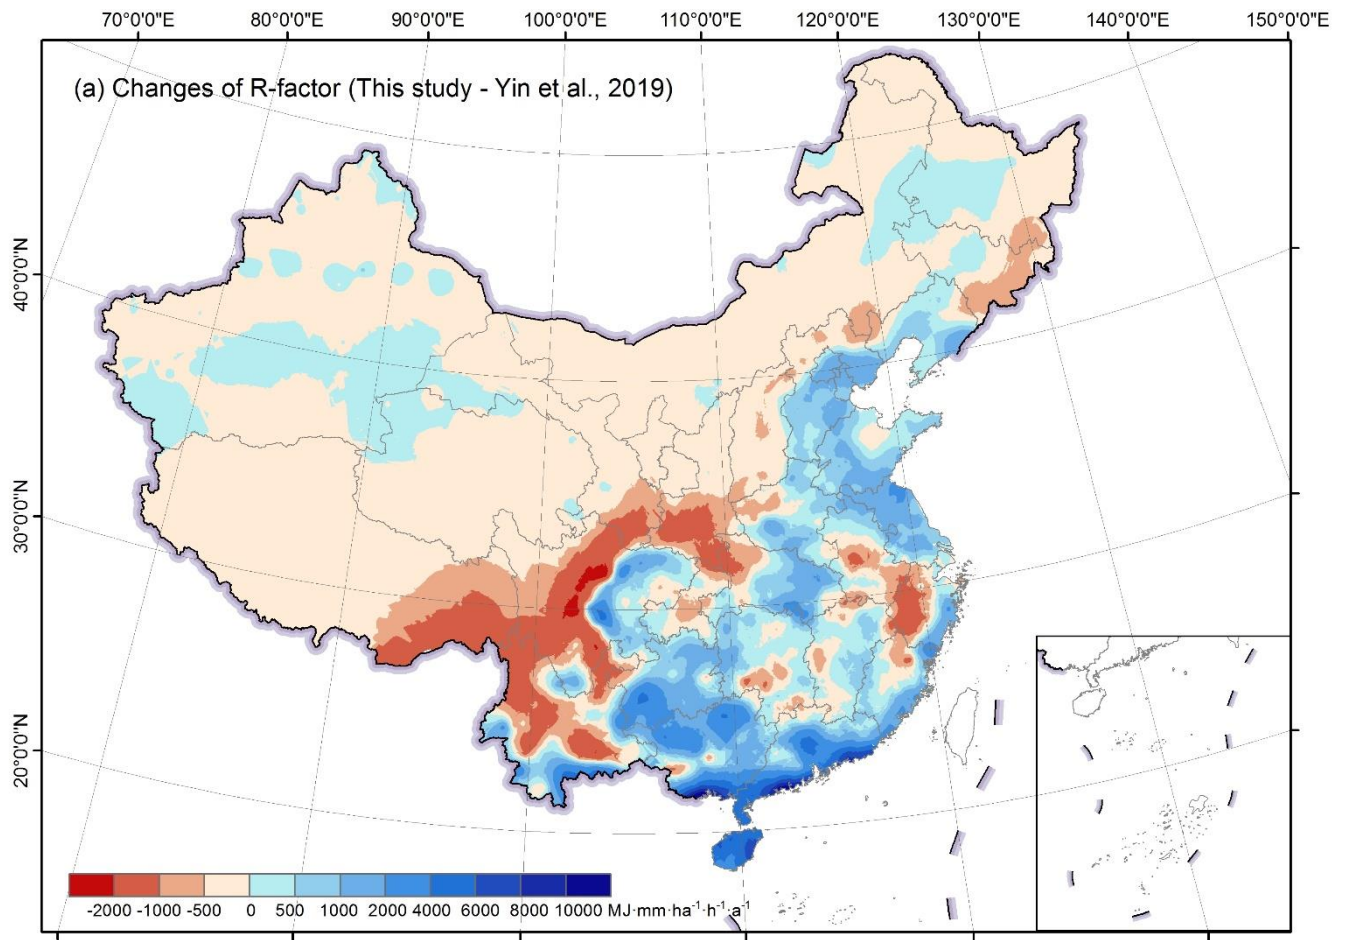 70°0'0"E 80°0'0"E 90°0'0"E 100°0'0"E 110°0'0"E 120°0'0"E 130°0'0"E 140°0'0"E 150°0'0"E
(a) Changes of R-factor (This study - Yin et al., 2019)
40°0'0"N
30°0'0"N
20°0'0"N
-2000 -1000 -500 0 500 1000 2000 4000 6000 8000 10000 MJ·mm·ha⁻¹·h⁻¹·a⁻¹